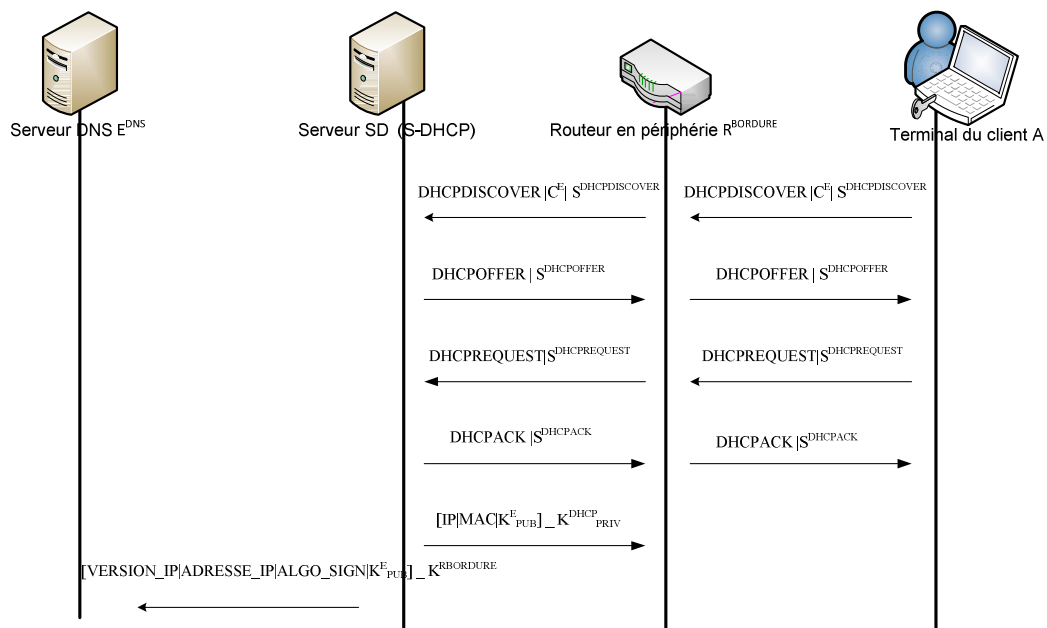 Serveur DNS E^DNS
Serveur SD (S-DHCP)
Routeur en périphérie R^BORDURE
Terminal du client A
DHCPDISCOVER |C^E| S^DHCPDISCOVER
DHCPDISCOVER |C^E| S^DHCPDISCOVER
DHCPOFFER | S^DHCPOFFER
DHCPOFFER | S^DHCPOFFER
DHCPREQUEST|S^DHCPREQUEST
DHCPREQUEST|S^DHCPREQUEST
DHCPACK |S^DHCPACK
DHCPACK |S^DHCPACK
[IP|MAC|K^E_PUB] _ K^DHCP_PRIV
[VERSION_IP|ADRESSE_IP|ALGO_SIGN|K^E_PUB] _ K^RBORDURE